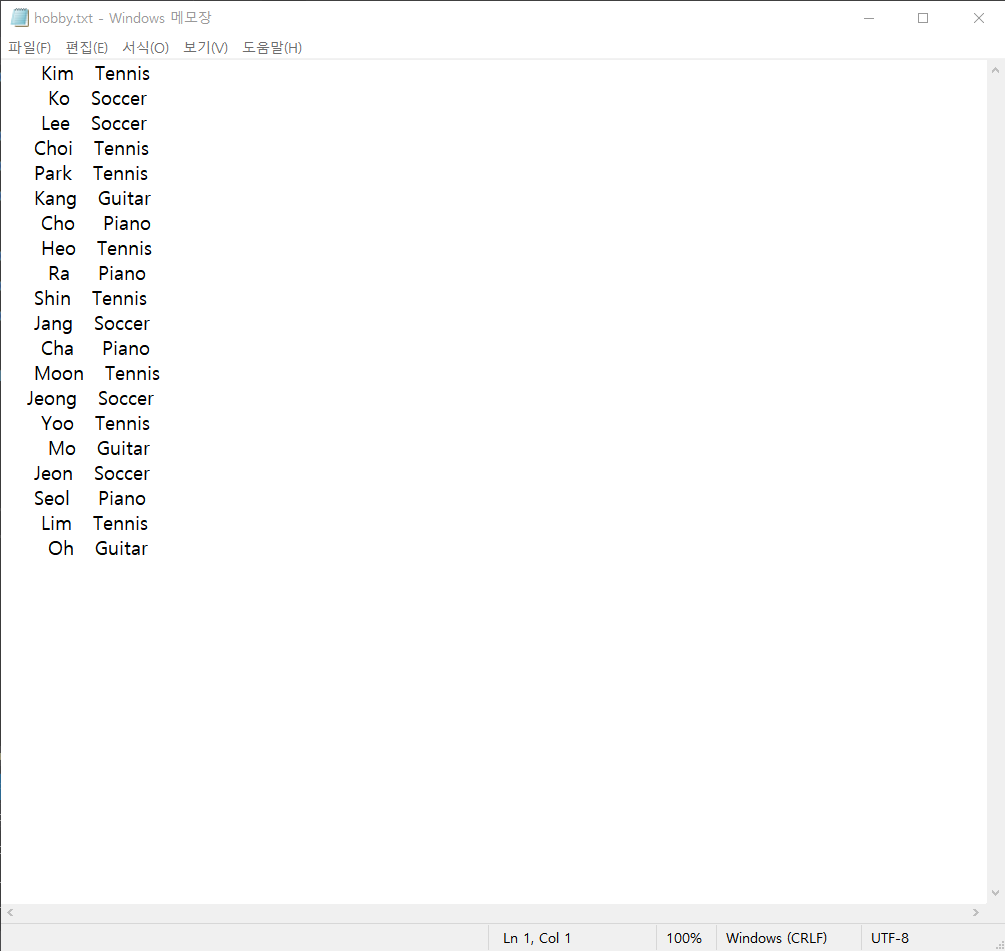 hobby.txt - Windows 메모장
파일(F) 편집(E) 서식(O) 보기(V) 도움말(H)
Kim Tennis
Ko Soccer
Lee Soccer
Choi Tennis
Park Tennis
Kang Guitar
Cho Piano
Heo Tennis
Ra Piano
Shin Tennis
Jang Soccer
Cha Piano
Moon Tennis
Jeong Soccer
Yoo Tennis
Mo Guitar
Jeon Soccer
Seol Piano
Lim Tennis
Oh Guitar
Ln 1, Col 1 100% Windows (CRLF) UTF-8